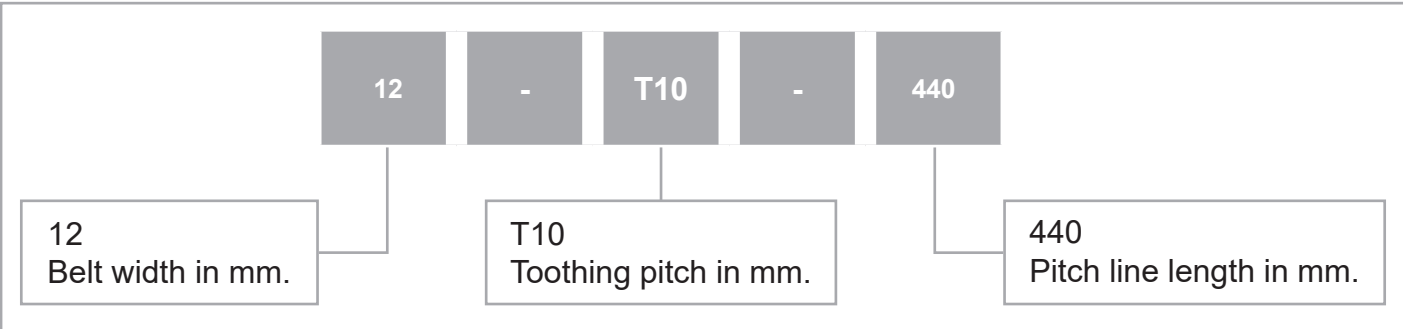 12 - T10 - 440
12
Belt width in mm.
T10
Toothing pitch in mm.
440
Pitch line length in mm.